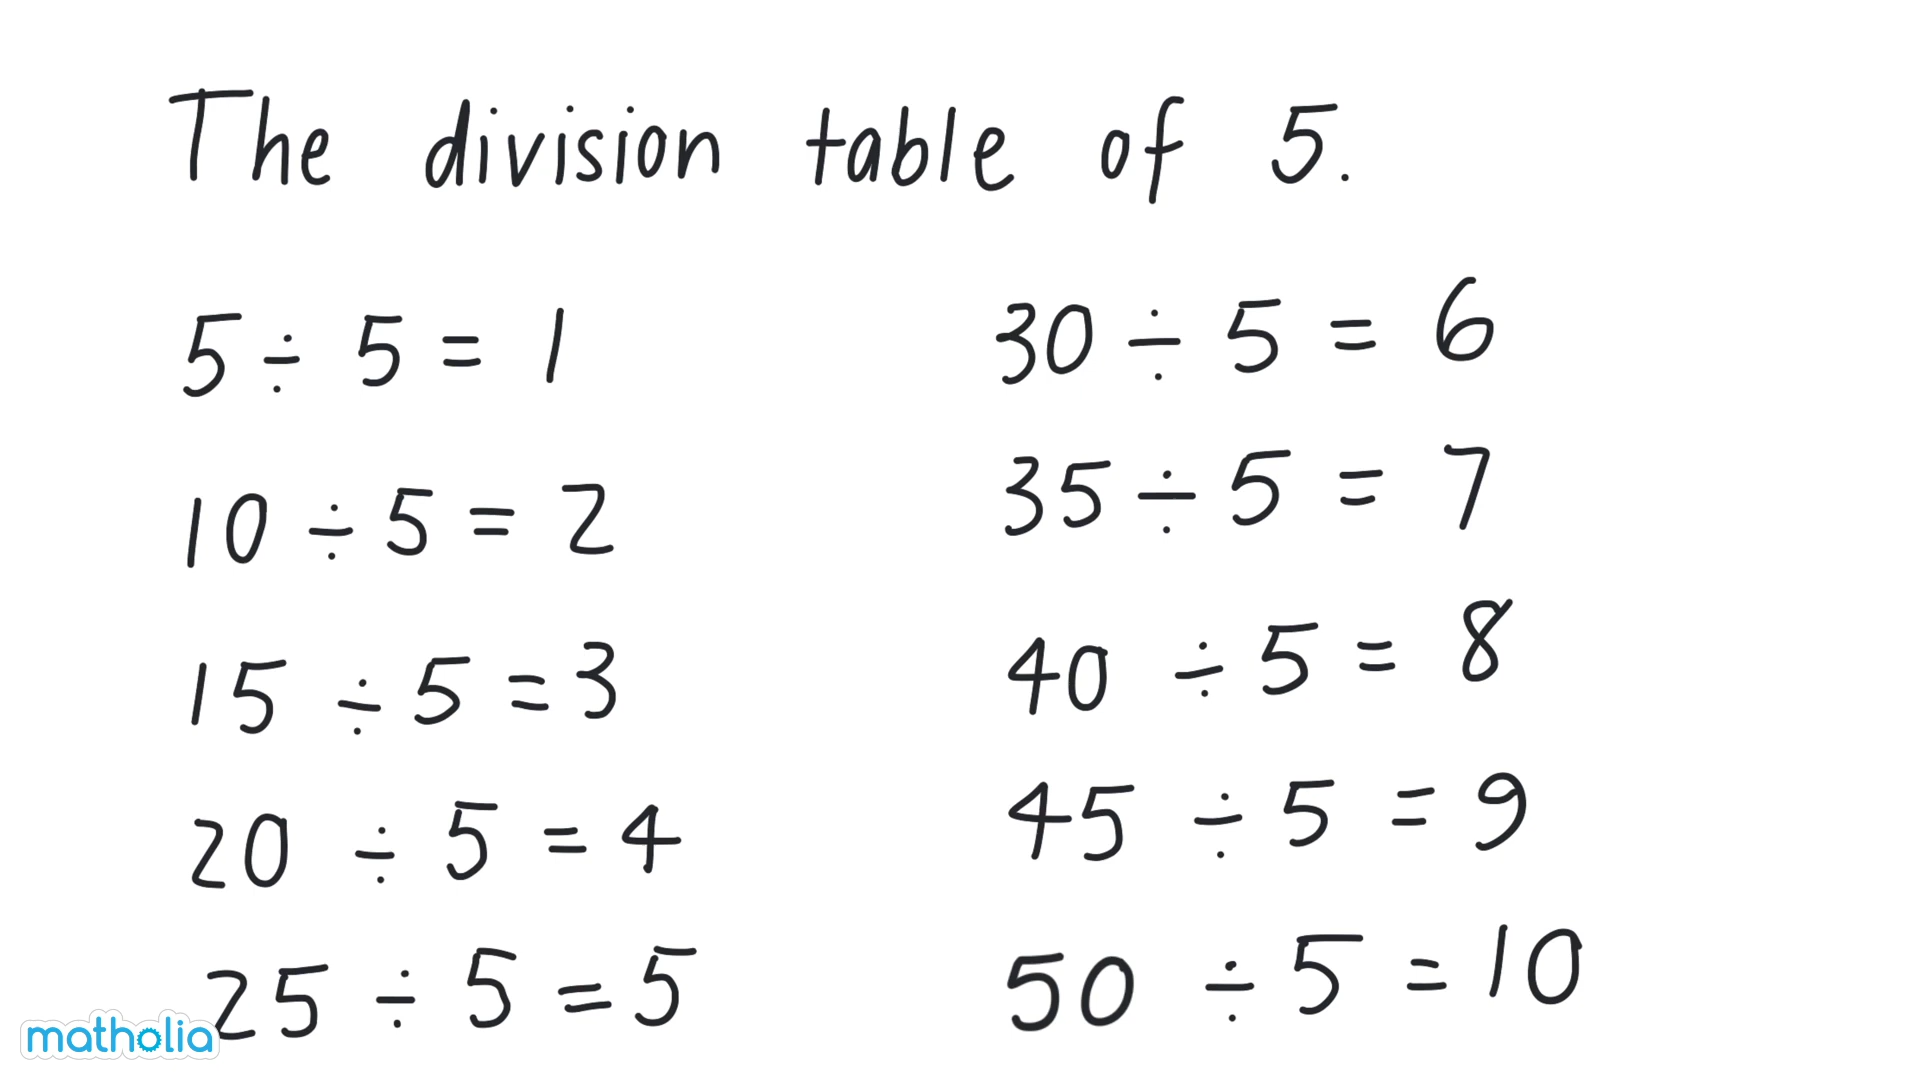 The division table of 5.
5 ÷ 5 = 1
10 ÷ 5 = 2
15 ÷ 5 = 3
20 ÷ 5 = 4
25 ÷ 5 = 5
30 ÷ 5 = 6
35 ÷ 5 = 7
40 ÷ 5 = 8
45 ÷ 5 = 9
50 ÷ 5 = 10
matholia